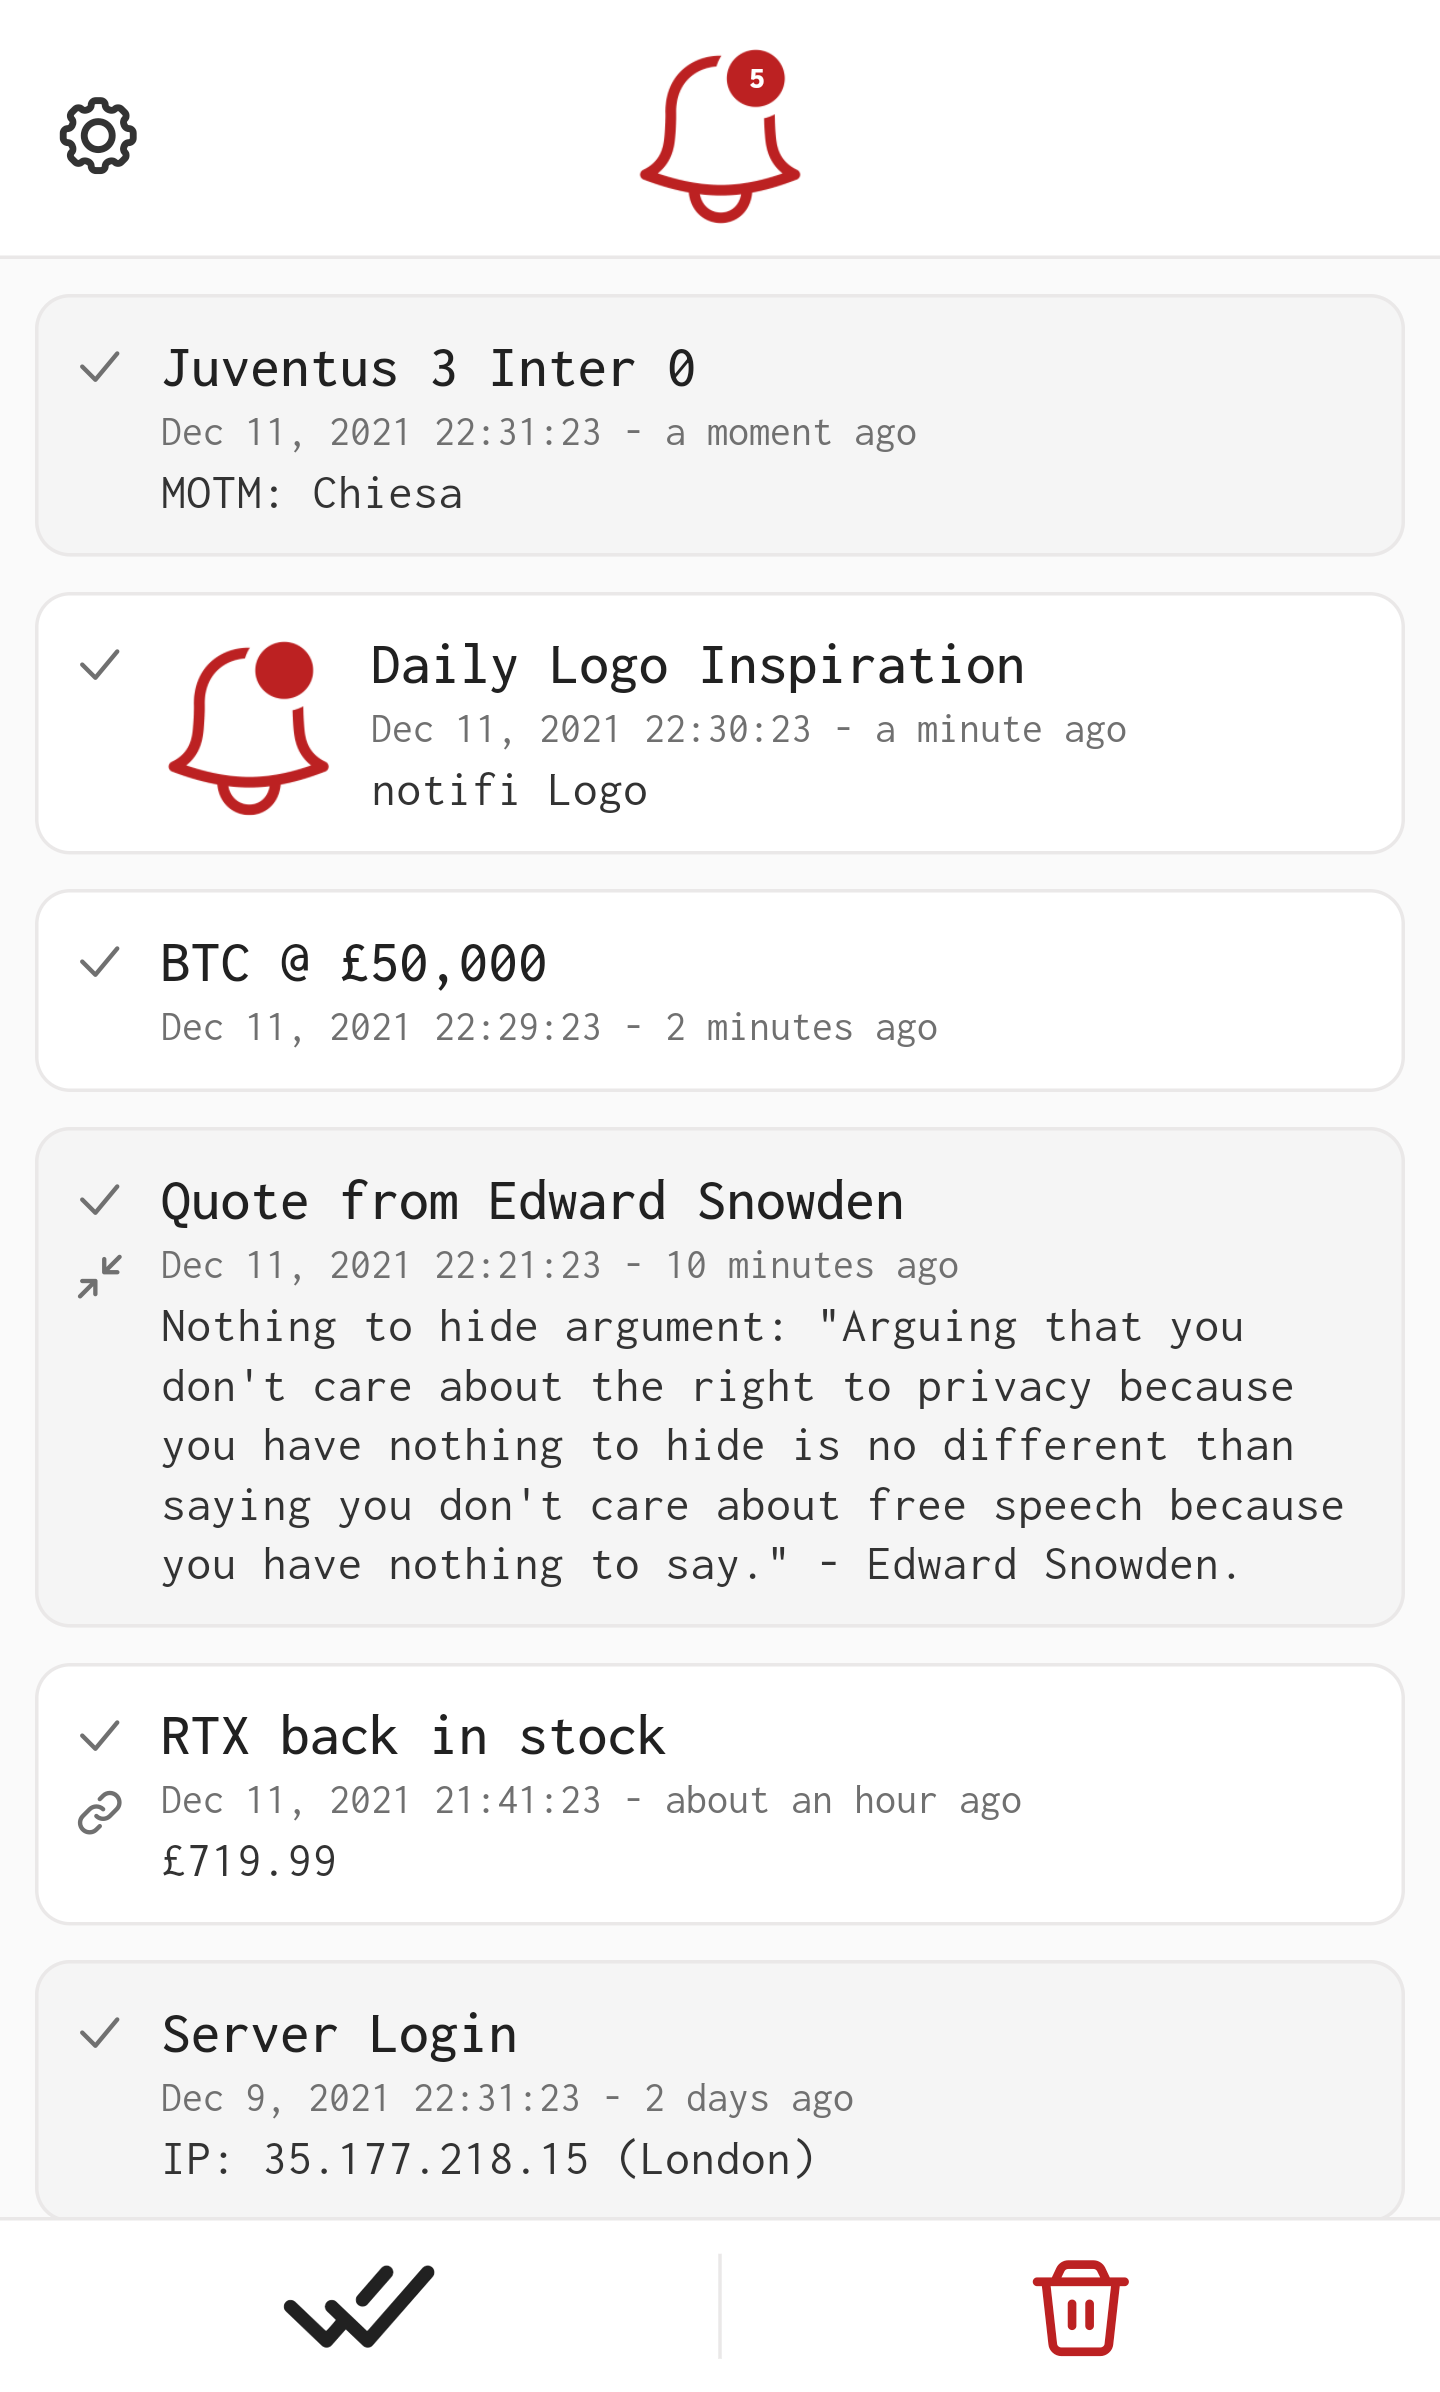 5
Juventus 3 Inter 0
Dec 11, 2021 22:31:23 - a moment ago
MOTM: Chiesa
Daily Logo Inspiration
Dec 11, 2021 22:30:23 - a minute ago
notifi Logo
BTC @ £50,000
Dec 11, 2021 22:29:23 - 2 minutes ago
Quote from Edward Snowden
Dec 11, 2021 22:21:23 - 10 minutes ago
Nothing to hide argument: "Arguing that you
don't care about the right to privacy because
you have nothing to hide is no different than
saying you don't care about free speech because
you have nothing to say." - Edward Snowden.
RTX back in stock
Dec 11, 2021 21:41:23 - about an hour ago
£719.99
Server Login
Dec 9, 2021 22:31:23 - 2 days ago
IP: 35.177.218.15 (London)